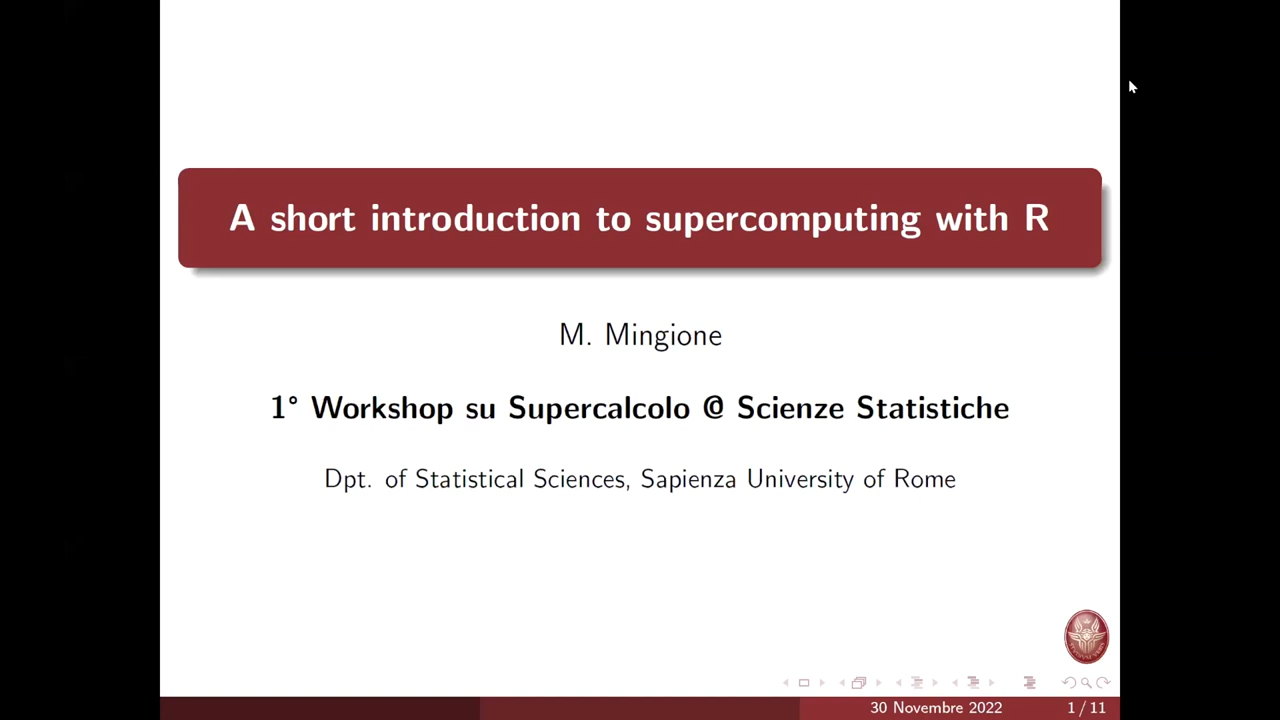 A short introduction to supercomputing with R
M. Mingione
1° Workshop su Supercalcolo @ Scienze Statistiche
Dpt. of Statistical Sciences, Sapienza University of Rome
30 Novembre 2022
1 / 11